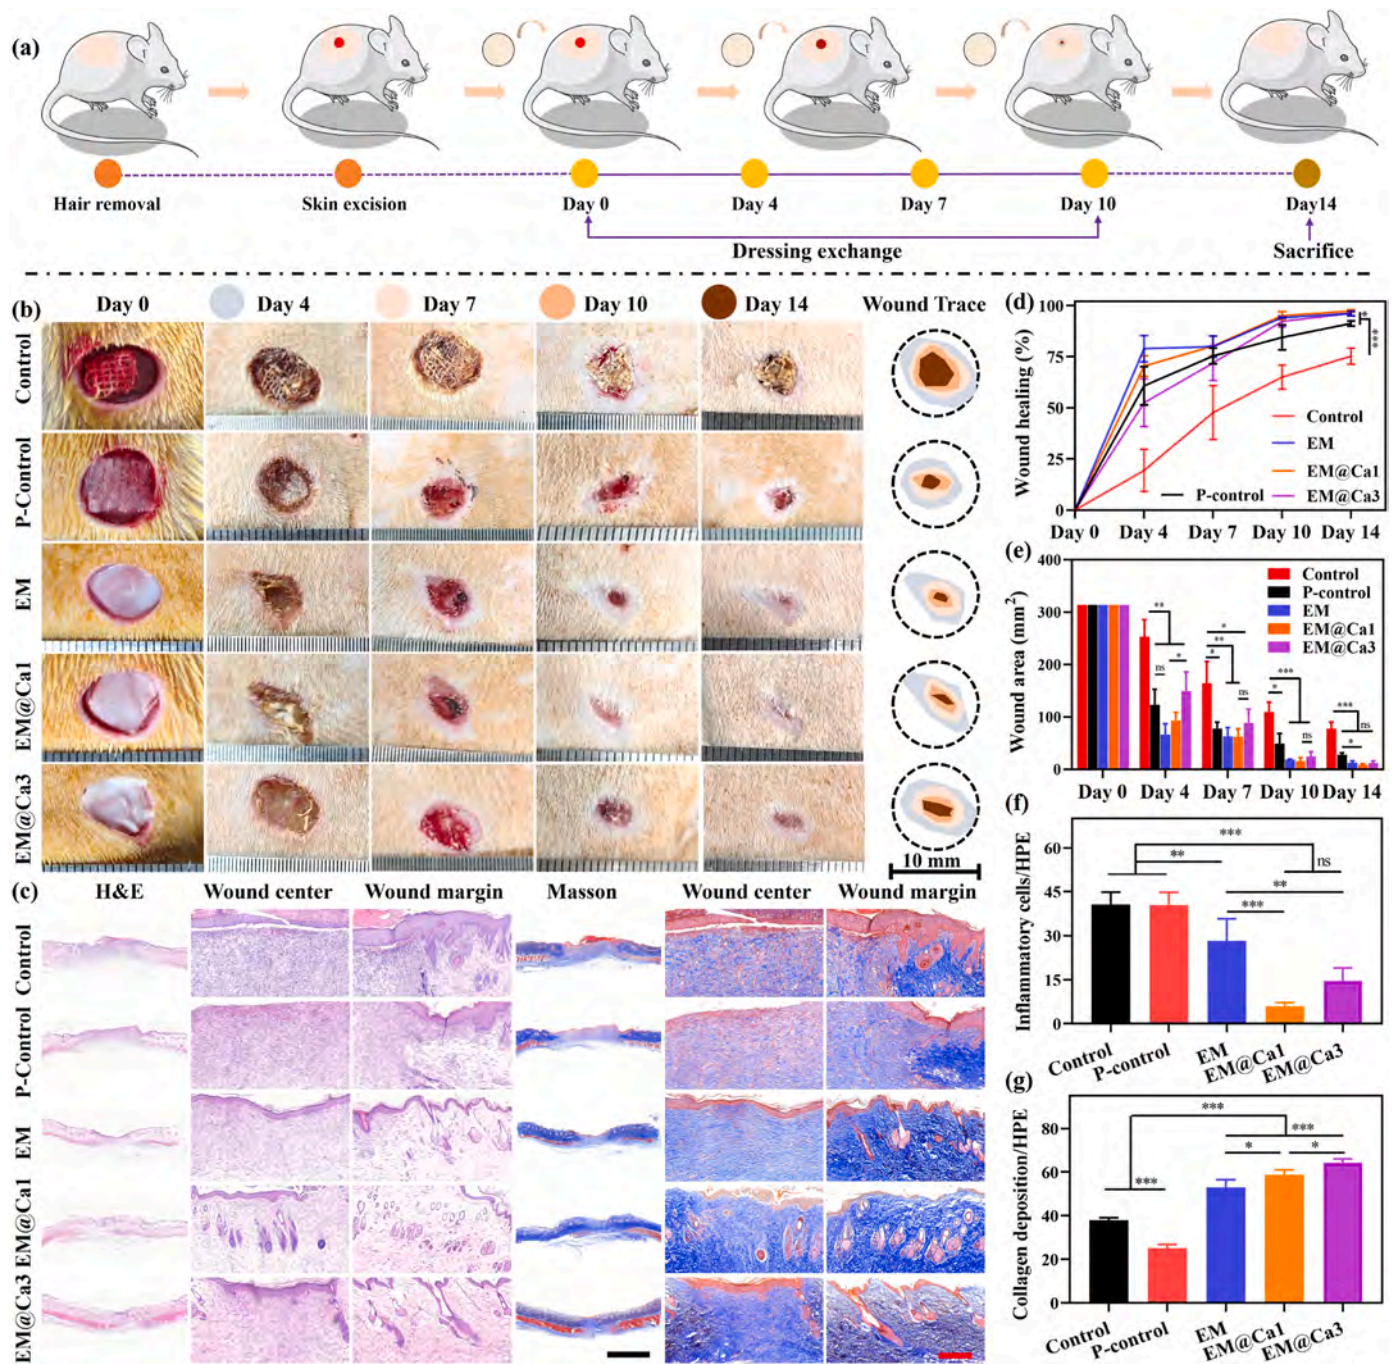 (a)
Hair removal
Skin excision
Day 0
Day 4
Day 7
Day 10
Day14
Dressing exchange
Sacrifice
(b)
Day 0
Day 4
Day 7
Day 10
Day 14
Wound Trace
Control
P-Control
EM
EM@Ca1
EM@Ca3
10 mm
(c)
H&E
Wound center
Wound margin
Masson
Wound center
Wound margin
Control
P-Control
EM
EM@Ca1
EM@Ca3
(d)
Wound healing (%)
100
75
50
25
0
Day 0
Day 4
Day 7
Day 10
Day 14
Control
EM
EM@Ca1
P-control
EM@Ca3
*
***
(e)
Wound area (mm²)
400
300
200
100
0
Control
P-control
EM
EM@Ca1
EM@Ca3
**
ns
*
*
**
*
ns
***
*
ns
***
ns
*
Day 0
Day 4
Day 7
Day 10
Day 14
(f)
Inflammatory cells/HPE
60
45
30
15
0
***
**
ns
**
***
Control
P-control
EM
EM@Ca1
EM@Ca3
(g)
Collagen deposition/HPE
80
60
40
20
0
***
***
***
*
*
Control
P-control
EM
EM@Ca1
EM@Ca3